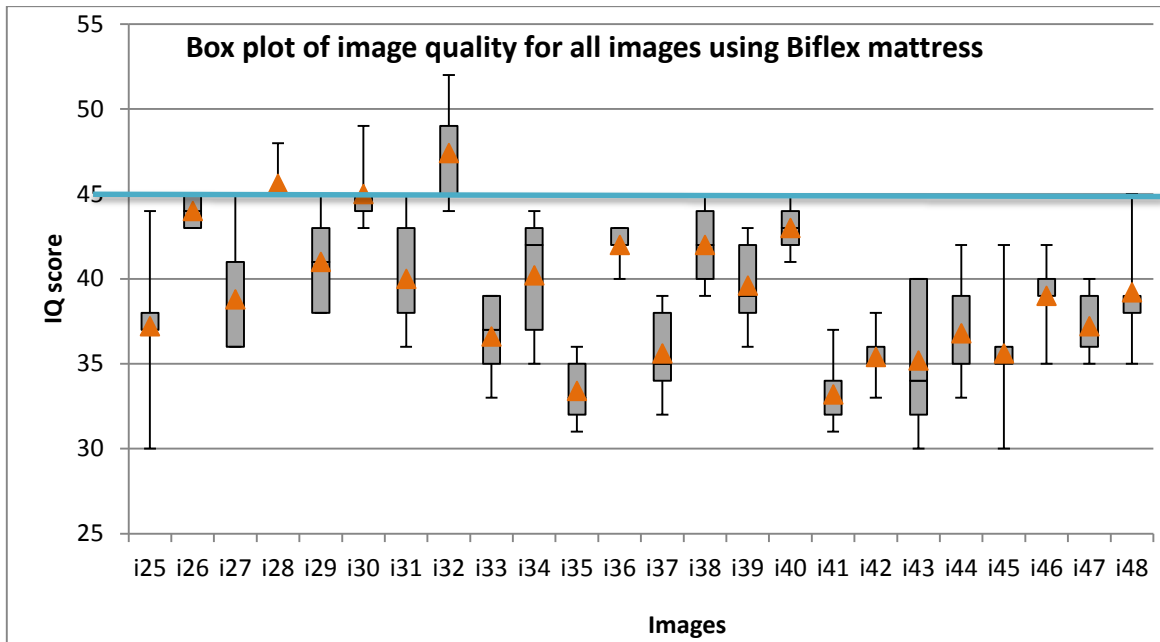 Box plot of image quality for all images using Biflex mattress
55
50
45
40
35
30
25
IQ score
i25 i26 i27 i28 i29 i30 i31 i32 i33 i34 i35 i36 i37 i38 i39 i40 i41 i42 i43 i44 i45 i46 i47 i48
Images